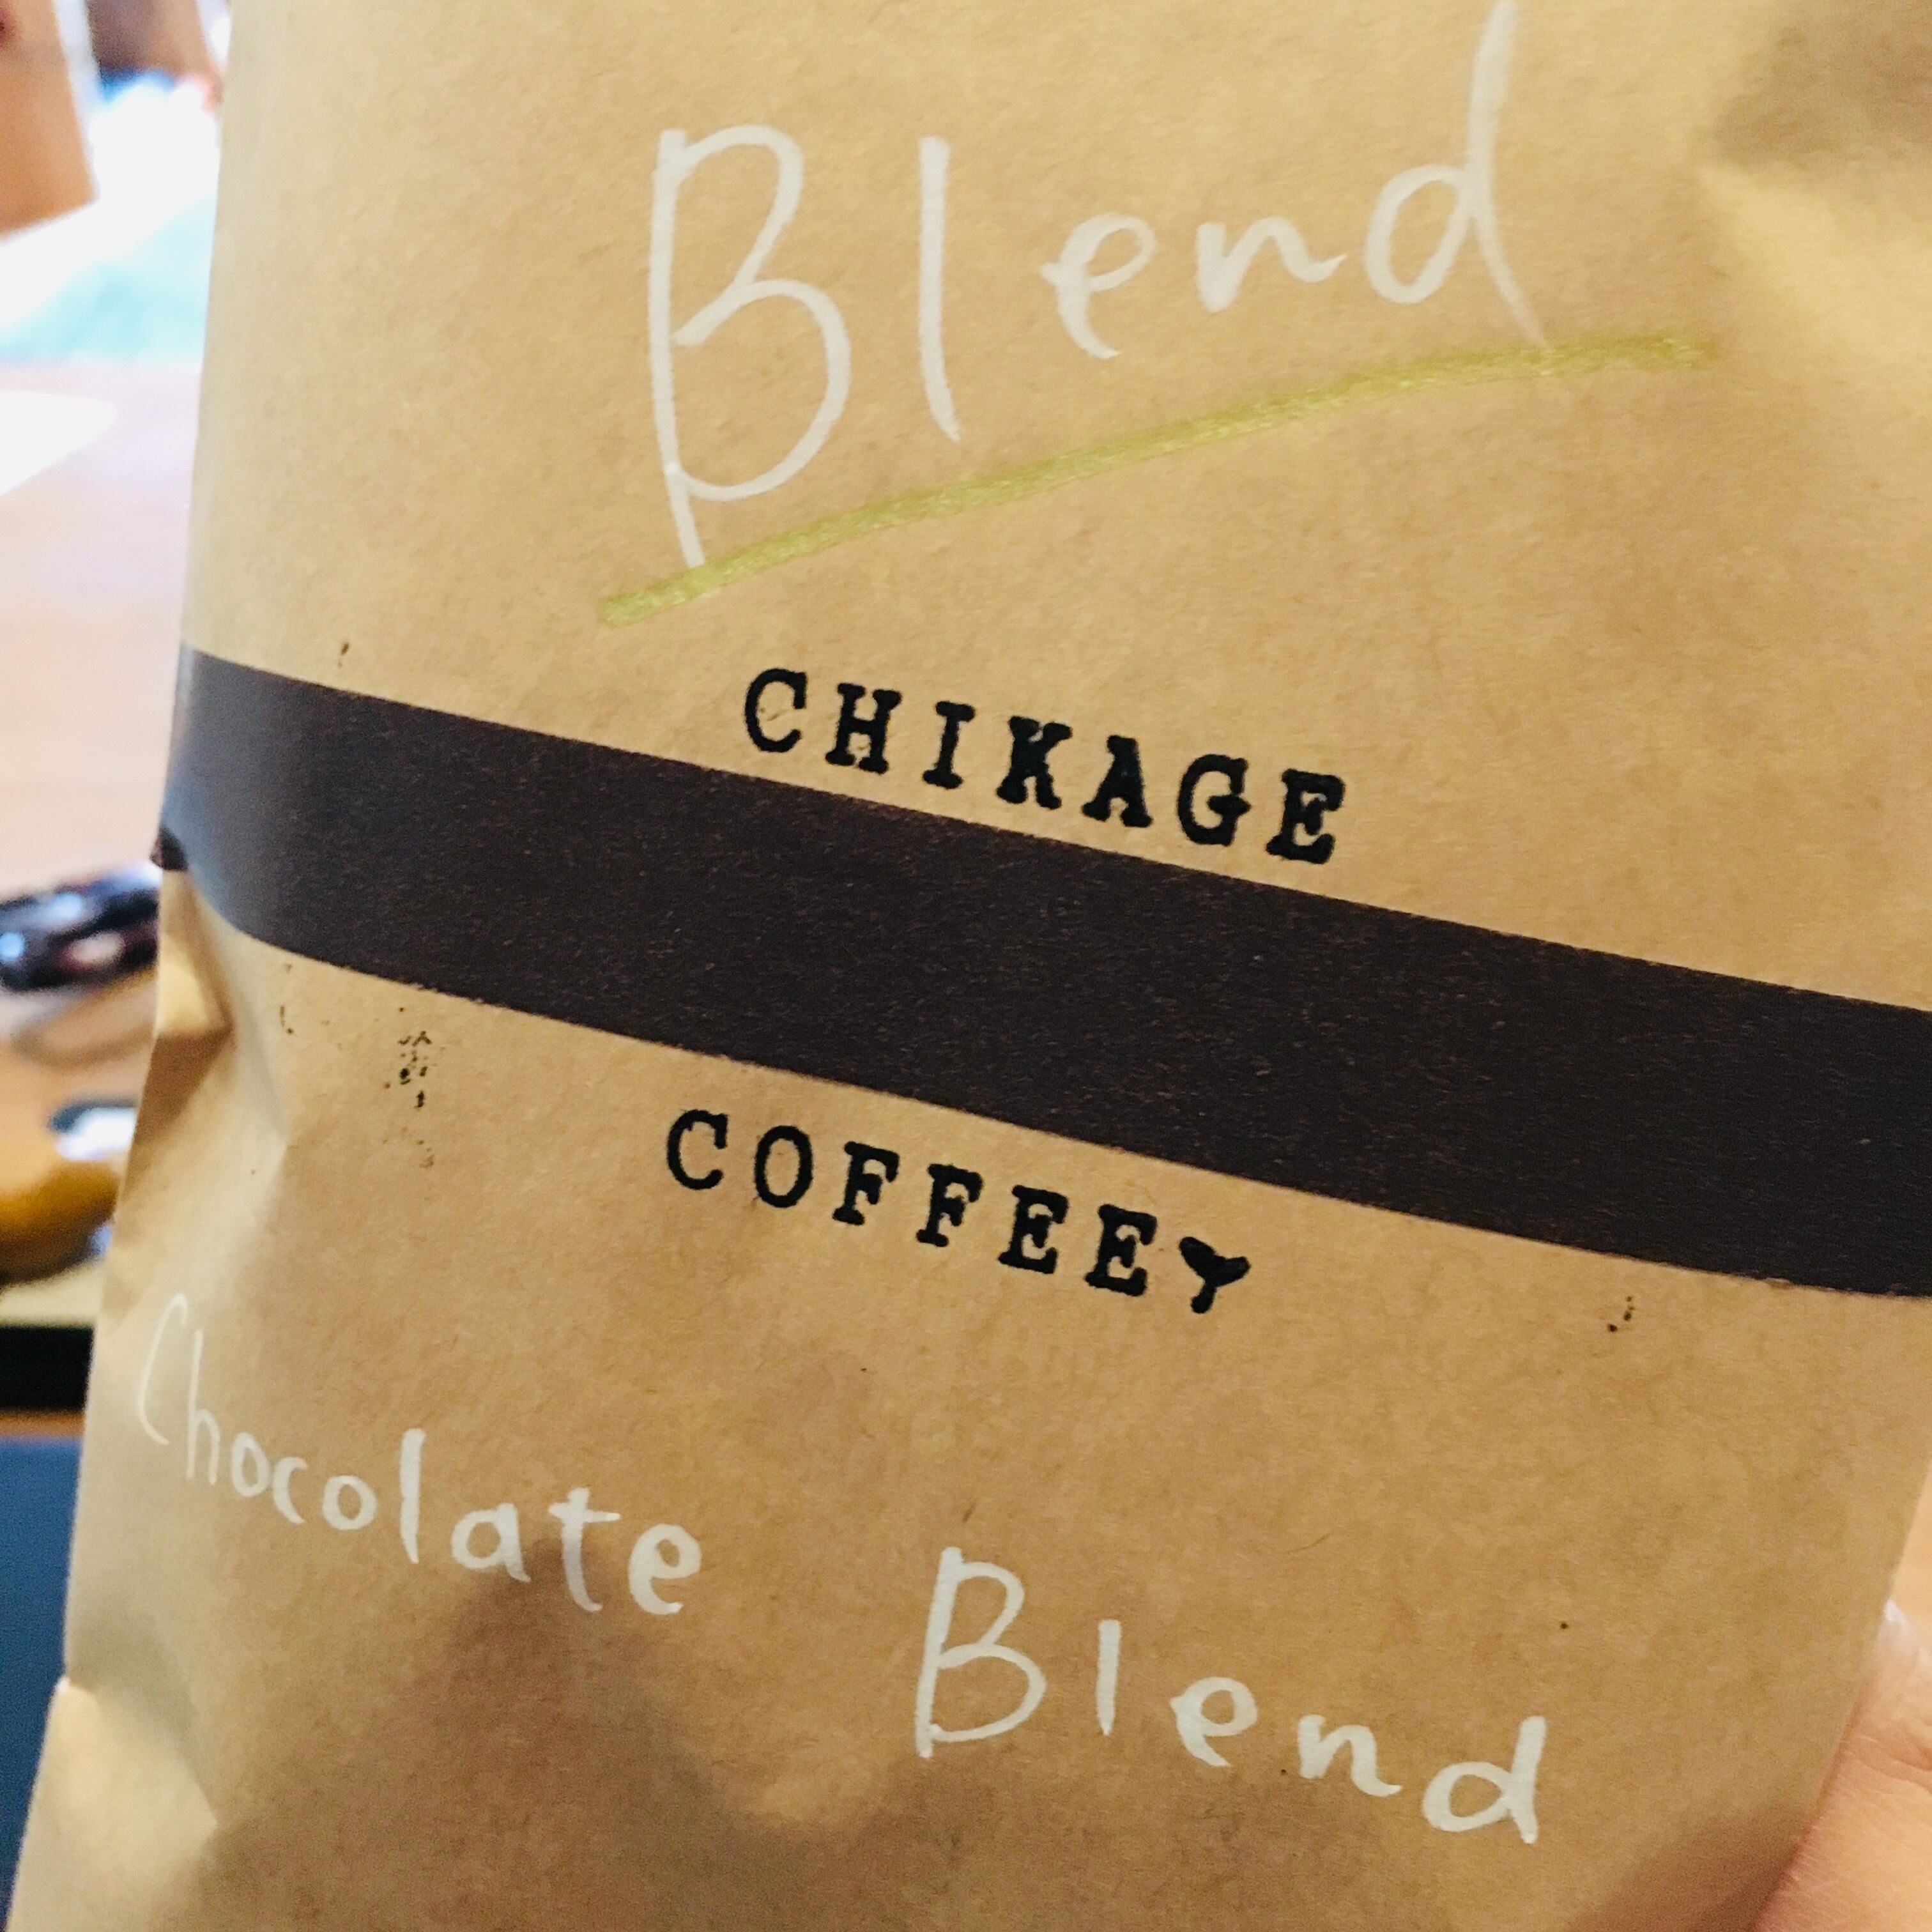 Blend
CHIKAGE
COFFEE
Chocolate Blend